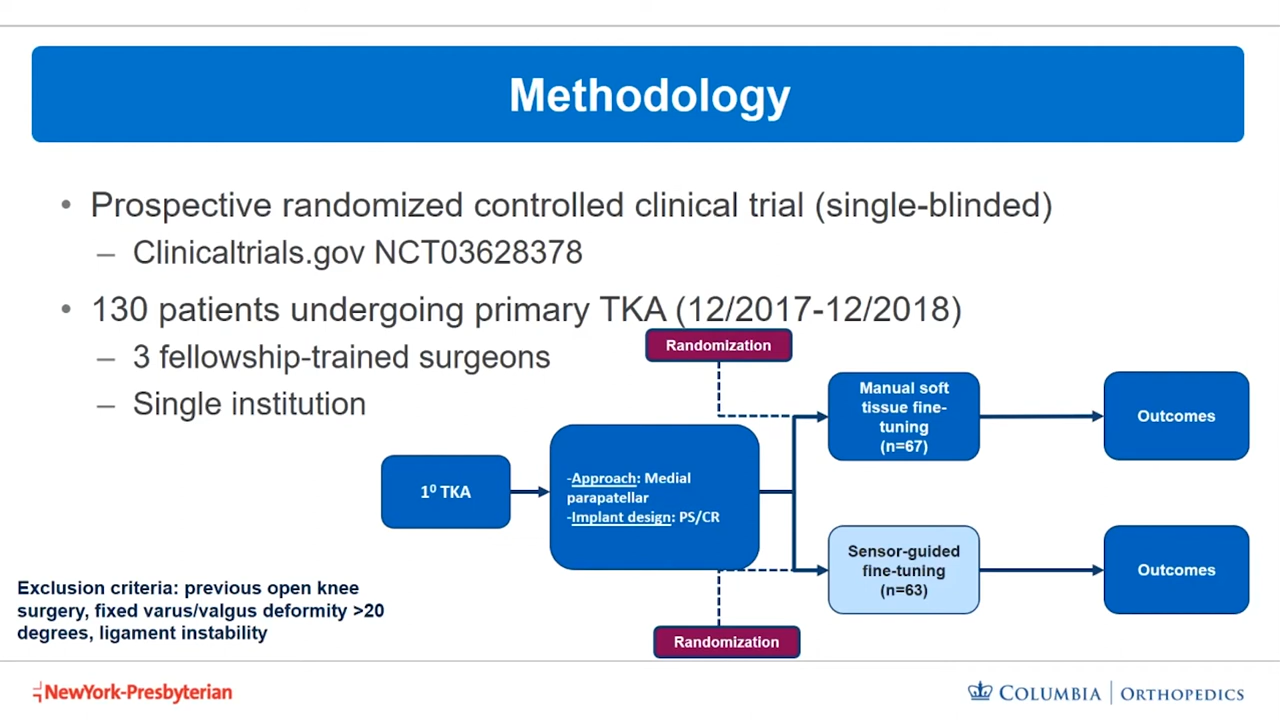 Methodology
• Prospective randomized controlled clinical trial (single-blinded)
– Clinicaltrials.gov NCT03628378
• 130 patients undergoing primary TKA (12/2017-12/2018)
– 3 fellowship-trained surgeons
– Single institution
Randomization
1⁰ TKA
-Approach: Medial
parapatellar
-Implant design: PS/CR
Manual soft
tissue fine-
tuning
(n=67)
Outcomes
Sensor-guided
fine-tuning
(n=63)
Outcomes
Randomization
Exclusion criteria: previous open knee
surgery, fixed varus/valgus deformity >20
degrees, ligament instability
NewYork-Presbyterian
COLUMBIA | ORTHOPEDICS